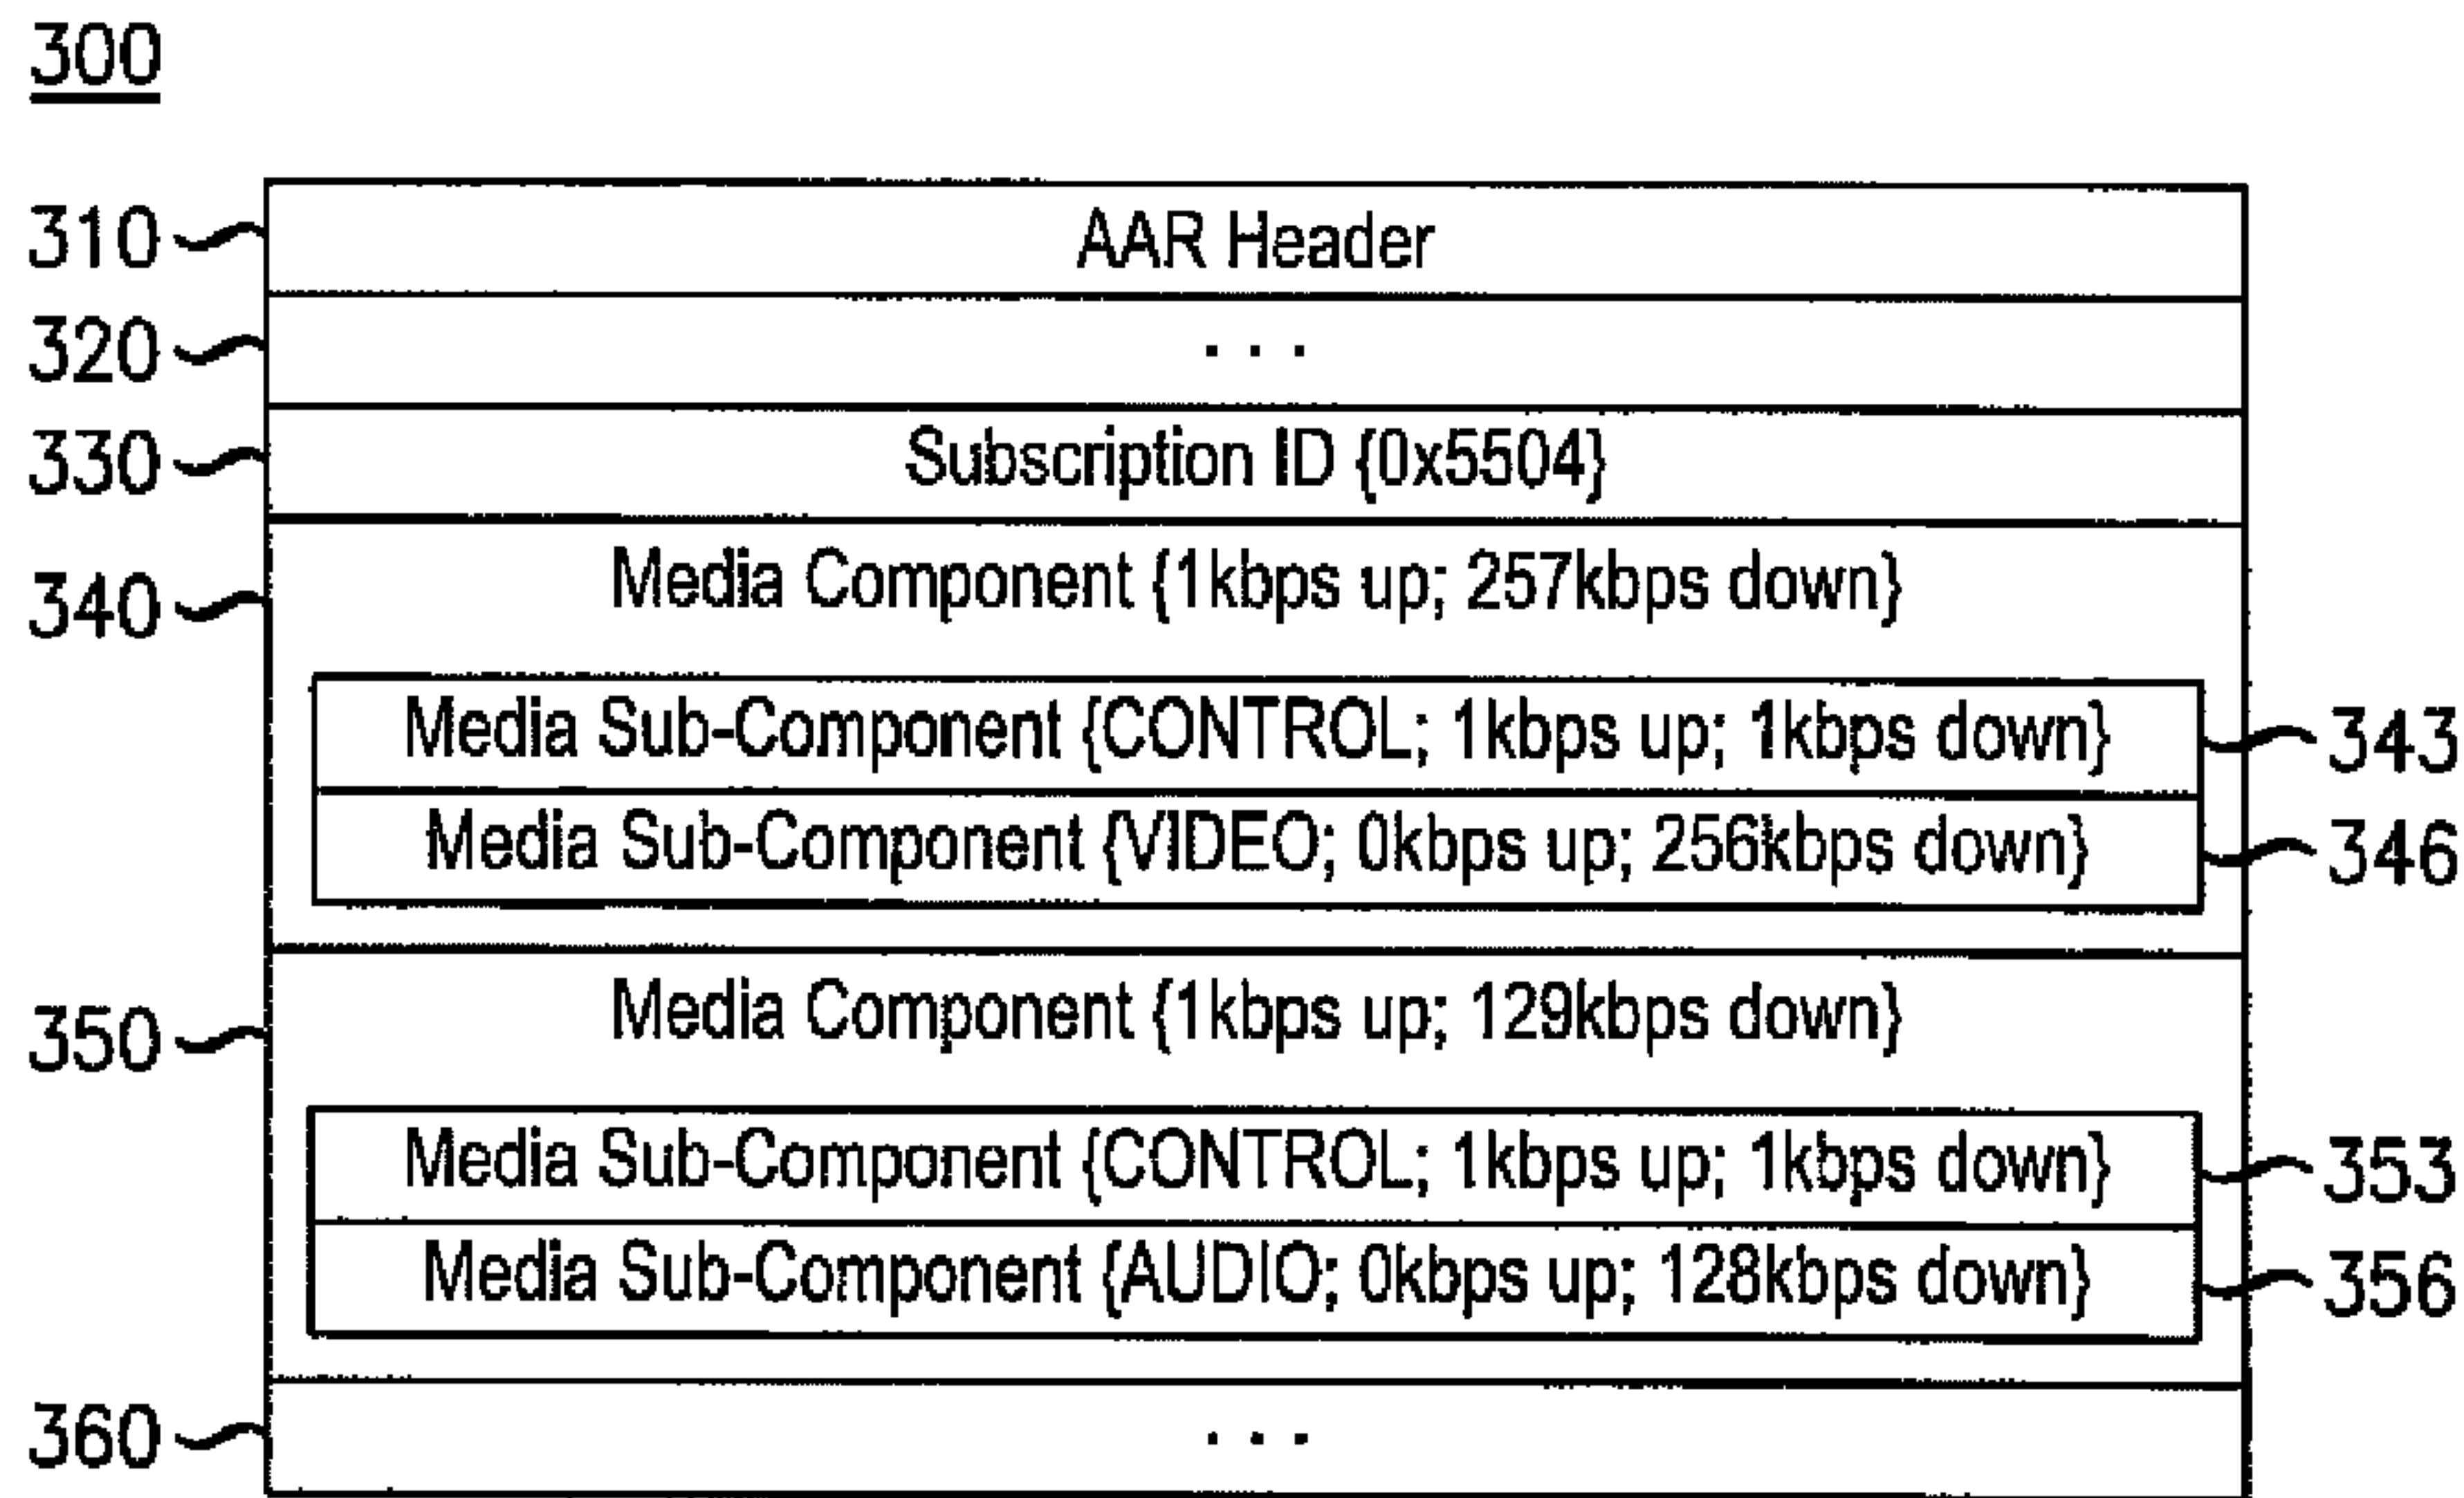 300
310 AAR Header
320 ...
330 Subscription ID {0x5504}
340 Media Component {1kbps up; 257kbps down}
Media Sub-Component {CONTROL; 1kbps up; 1kbps down} 343
Media Sub-Component {VIDEO; 0kbps up; 256kbps down} 346
350 Media Component {1kbps up; 129kbps down}
Media Sub-Component {CONTROL; 1kbps up; 1kbps down} 353
Media Sub-Component {AUDIO; 0kbps up; 128kbps down} 356
360 ...